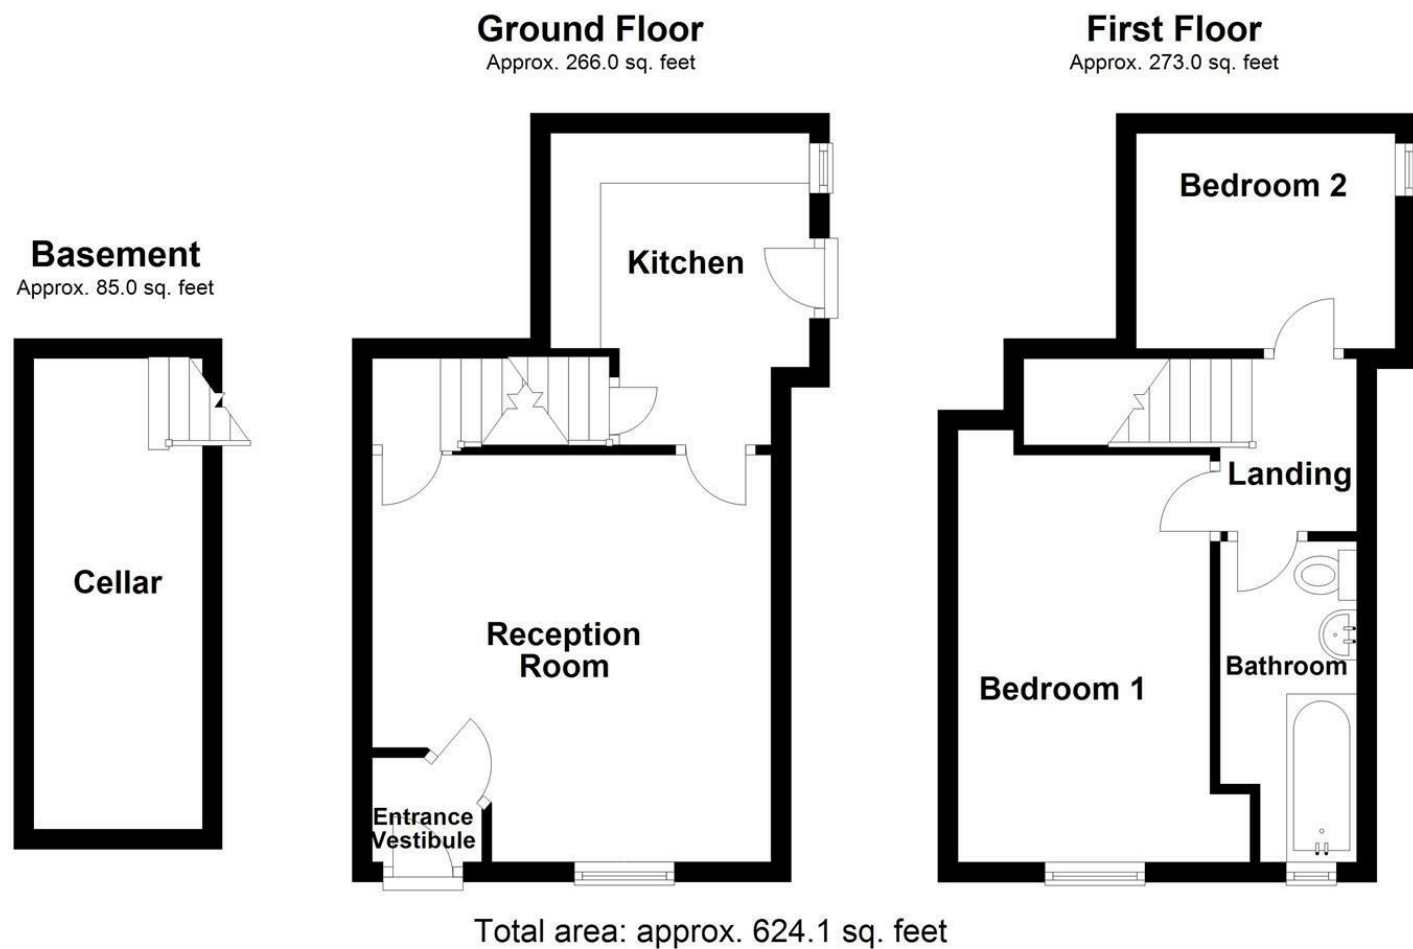 Ground Floor
Approx. 266.0 sq. feet
First Floor
Approx. 273.0 sq. feet
Basement
Approx. 85.0 sq. feet
Bedroom 2
Kitchen
Landing
Cellar
Reception
Room
Bathroom
Bedroom 1
Entrance
Vestibule
Total area: approx. 624.1 sq. feet